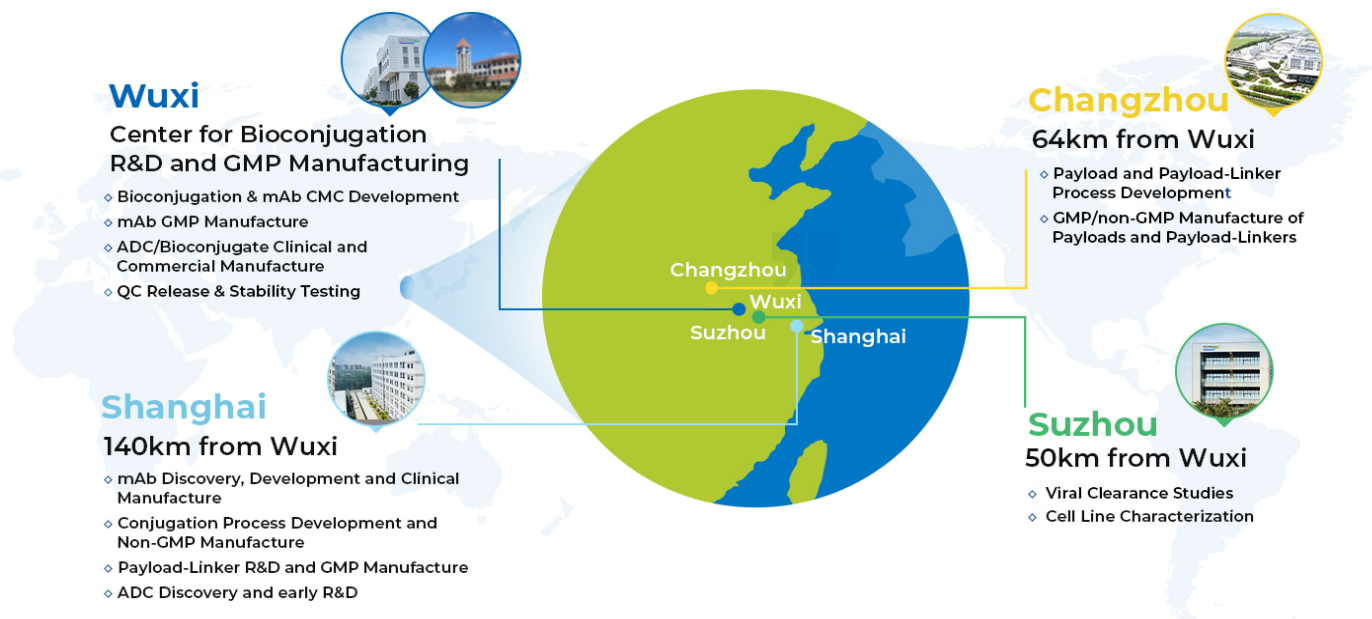 Wuxi
Center for Bioconjugation
R&D and GMP Manufacturing
Bioconjugation & mAb CMC Development
mAb GMP Manufacture
ADC/Bioconjugate Clinical and
Commercial Manufacture
QC Release & Stability Testing
Shanghai
140km from Wuxi
mAb Discovery, Development and Clinical
Manufacture
Conjugation Process Development and
Non-GMP Manufacture
Payload-Linker R&D and GMP Manufacture
ADC Discovery and early R&D
Changzhou
Wuxi
Suzhou
Shanghai
Changzhou
64km from Wuxi
Payload and Payload-Linker
Process Development
GMP/non-GMP Manufacture of
Payloads and Payload-Linkers
Suzhou
50km from Wuxi
Viral Clearance Studies
Cell Line Characterization